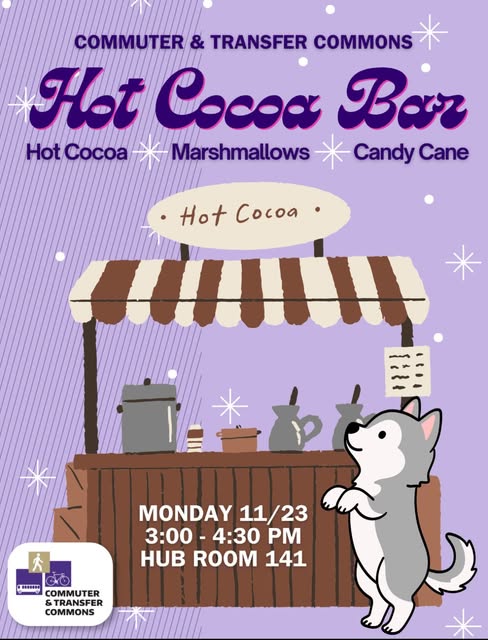 COMMUTER & TRANSFER COMMONS
Hot Cocoa Bar
Hot Cocoa Marshmallows Candy Cane
Hot Cocoa
MONDAY 11/23
3:00 - 4:30 PM
HUB ROOM 141
COMMUTER
& TRANSFER
COMMONS